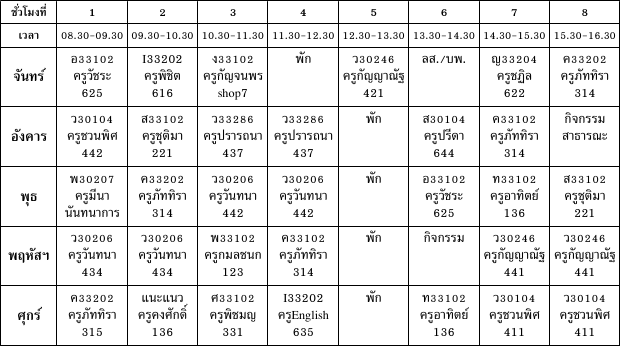 ชั่วโมงที่ 1 2 3 4 5 6 7 8
เวลา 08.30-09.30 09.30-10.30 10.30-11.30 11.30-12.30 12.30-13.30 13.30-14.30 14.30-15.30 15.30-16.30
จันทร์ อ33102 I33202 ง33102 พัก ว30246 ลส./บพ. ญ33204 ค33202
ครูวัชระ ครูพิชิต ครูกัญจนพร ครูกัญญาณัฐ ครูชฏิล ครูภัททิรา
625 616 shop7 421 622 314
อังคาร ว30104 ส33102 ว33286 ว33286 พัก ส30104 ค33102 กิจกรรม
ครูชวนพิศ ครูชุติมา ครูปรารถนา ครูปรารถนา ครูปรีดา ครูภัททิรา สาธารณะ
442 221 437 437 644 314
พุธ พ30207 ค33202 ว30206 ว30206 พัก อ33102 ท33102 ส33102
ครูมีนา ครูภัททิรา ครูวันทนา ครูวันทนา ครูวัชระ ครูอาทิตย์ ครูชุติมา
นันทนาการ 314 442 442 625 136 221
พฤหัสฯ ว30206 ว30206 พ33102 ค33102 พัก กิจกรรม ว30246 ว30246
ครูวันทนา ครูวันทนา ครูกมลชนก ครูภัททิรา ครูกัญญาณัฐ ครูกัญญาณัฐ
434 434 123 314 441 441
ศุกร์ ค33202 แนะแนว ศ33102 I33202 พัก ท33102 ว30104 ว30104
ครูภัททิรา ครูคงศักดิ์ ครูพิชมญ ครูEnglish ครูอาทิตย์ ครูชวนพิศ ครูชวนพิศ
315 136 331 635 136 411 411